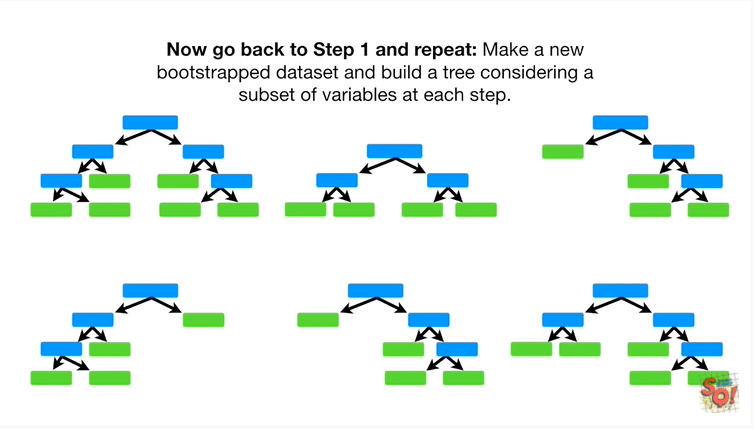 Now go back to Step 1 and repeat: Make a new
bootstrapped dataset and build a tree considering a
subset of variables at each step.
SQ!